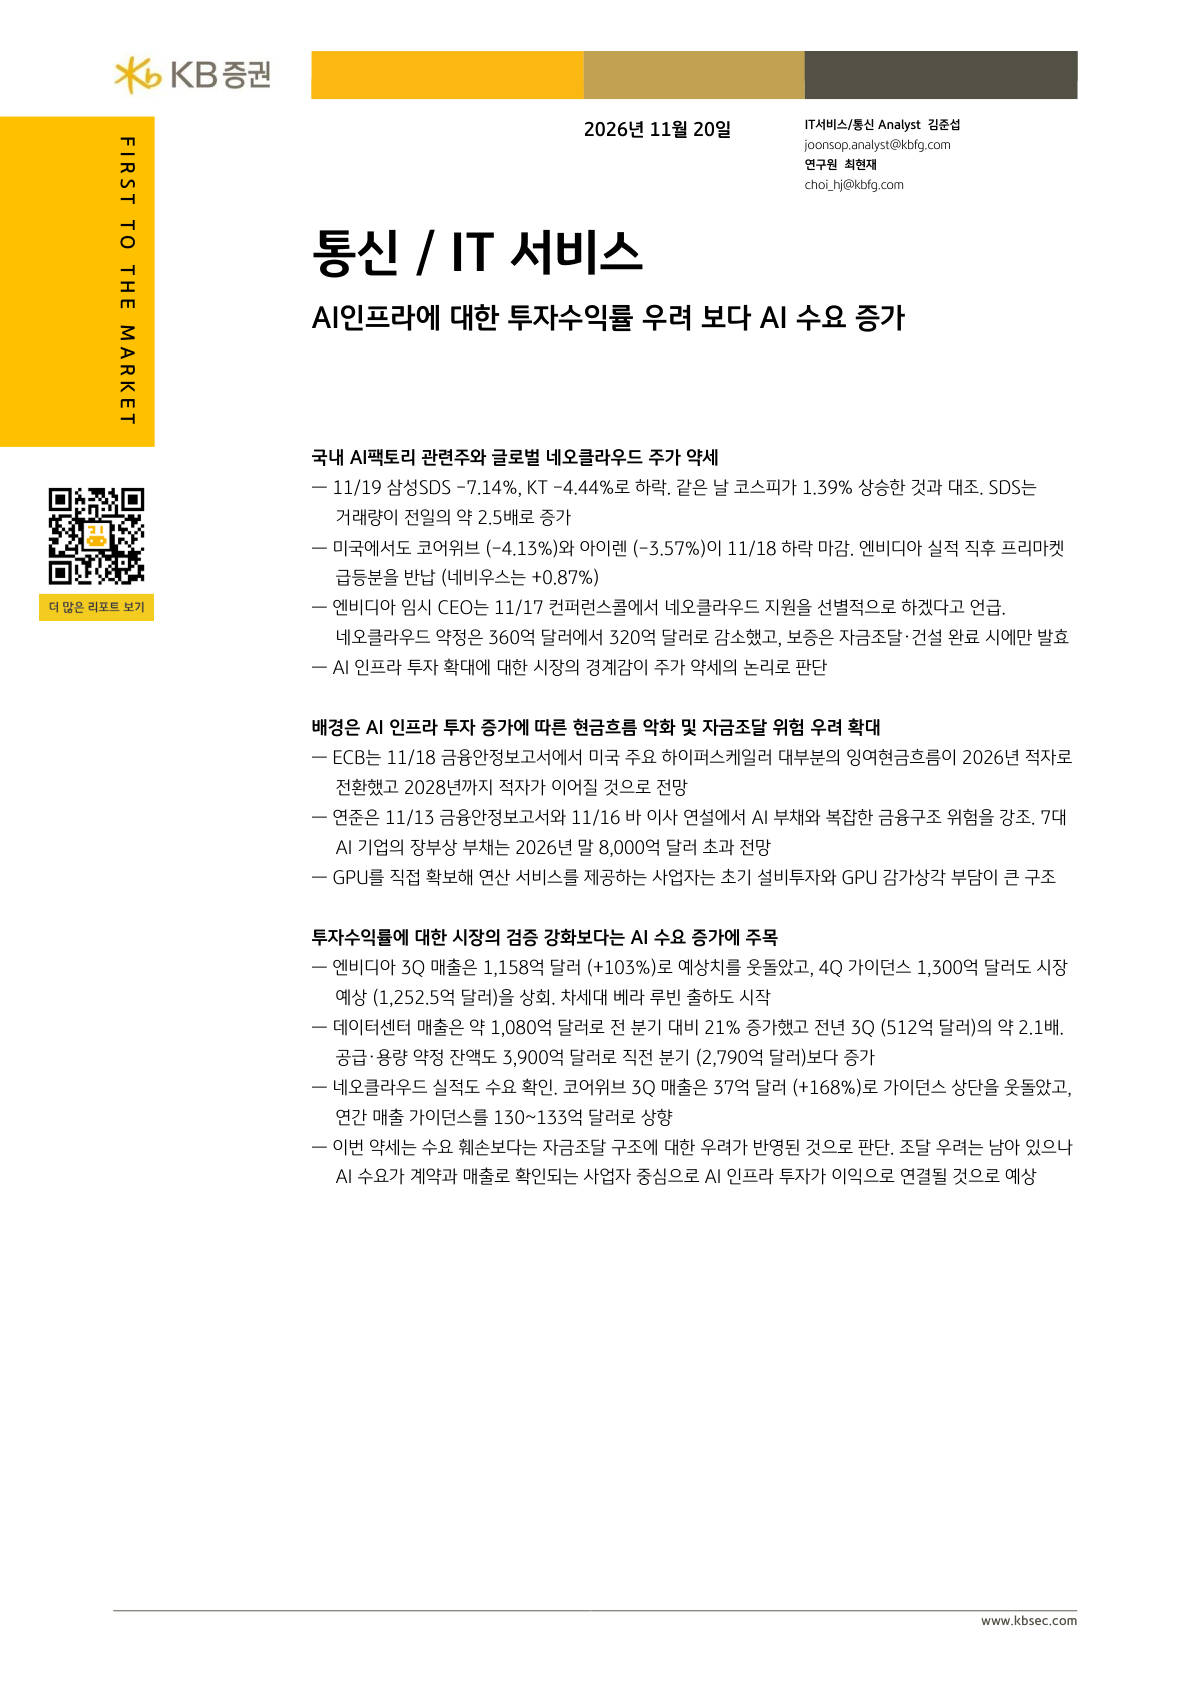 KB증권
FIRST TO THE MARKET
더 많은 리포트 보기
2026년 11월 20일
IT서비스/통신 Analyst 김준섭
joonsop.analyst@kbfg.com
연구원 최현재
choi_hj@kbfg.com
통신 / IT 서비스
AI인프라에 대한 투자수익률 우려 보다 AI 수요 증가
국내 AI팩토리 관련주와 글로벌 네오클라우드 주가 약세
— 11/19 삼성SDS -7.14%, KT -4.44%로 하락. 같은 날 코스피가 1.39% 상승한 것과 대조. SDS는
거래량이 전일의 약 2.5배로 증가
— 미국에서도 코어위브 (-4.13%)와 아이렌 (-3.57%)이 11/18 하락 마감. 엔비디아 실적 직후 프리마켓
급등분을 반납 (네비우스는 +0.87%)
— 엔비디아 임시 CEO는 11/17 컨퍼런스콜에서 네오클라우드 지원을 선별적으로 하겠다고 언급.
네오클라우드 약정은 360억 달러에서 320억 달러로 감소했고, 보증은 자금조달·건설 완료 시에만 발효
— AI 인프라 투자 확대에 대한 시장의 경계감이 주가 약세의 논리로 판단
배경은 AI 인프라 투자 증가에 따른 현금흐름 악화 및 자금조달 위험 우려 확대
— ECB는 11/18 금융안정보고서에서 미국 주요 하이퍼스케일러 대부분의 잉여현금흐름이 2026년 적자로
전환했고 2028년까지 적자가 이어질 것으로 전망
— 연준은 11/13 금융안정보고서와 11/16 바 이사 연설에서 AI 부채와 복잡한 금융구조 위험을 강조. 7대
AI 기업의 장부상 부채는 2026년 말 8,000억 달러 초과 전망
— GPU를 직접 확보해 연산 서비스를 제공하는 사업자는 초기 설비투자와 GPU 감가상각 부담이 큰 구조
투자수익률에 대한 시장의 검증 강화보다는 AI 수요 증가에 주목
— 엔비디아 3Q 매출은 1,158억 달러 (+103%)로 예상치를 웃돌았고, 4Q 가이던스 1,300억 달러도 시장
예상 (1,252.5억 달러)을 상회. 차세대 베라 루빈 출하도 시작
— 데이터센터 매출은 약 1,080억 달러로 전 분기 대비 21% 증가했고 전년 3Q (512억 달러)의 약 2.1배.
공급·용량 약정 잔액도 3,900억 달러로 직전 분기 (2,790억 달러)보다 증가
— 네오클라우드 실적도 수요 확인. 코어위브 3Q 매출은 37억 달러 (+168%)로 가이던스 상단을 웃돌았고,
연간 매출 가이던스를 130~133억 달러로 상향
— 이번 약세는 수요 훼손보다는 자금조달 구조에 대한 우려가 반영된 것으로 판단. 조달 우려는 남아 있으나
AI 수요가 계약과 매출로 확인되는 사업자 중심으로 AI 인프라 투자가 이익으로 연결될 것으로 예상
www.kbsec.com